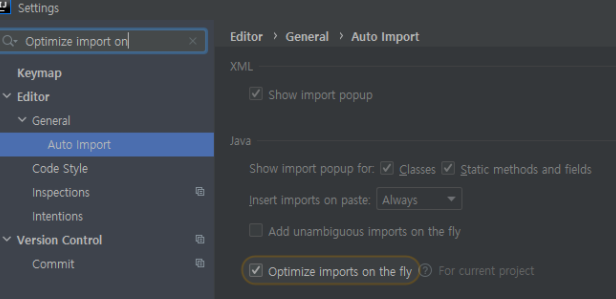 Settings
Optimize import on
Keymap
Editor
General
Auto Import
Code Style
Inspections
Intentions
Version Control
Commit
Editor › General › Auto Import
XML
Show import popup
Java
Show import popup for: Classes Static methods and fields
Insert imports on paste: Always
Add unambiguous imports on the fly
Optimize imports on the fly ? For current project